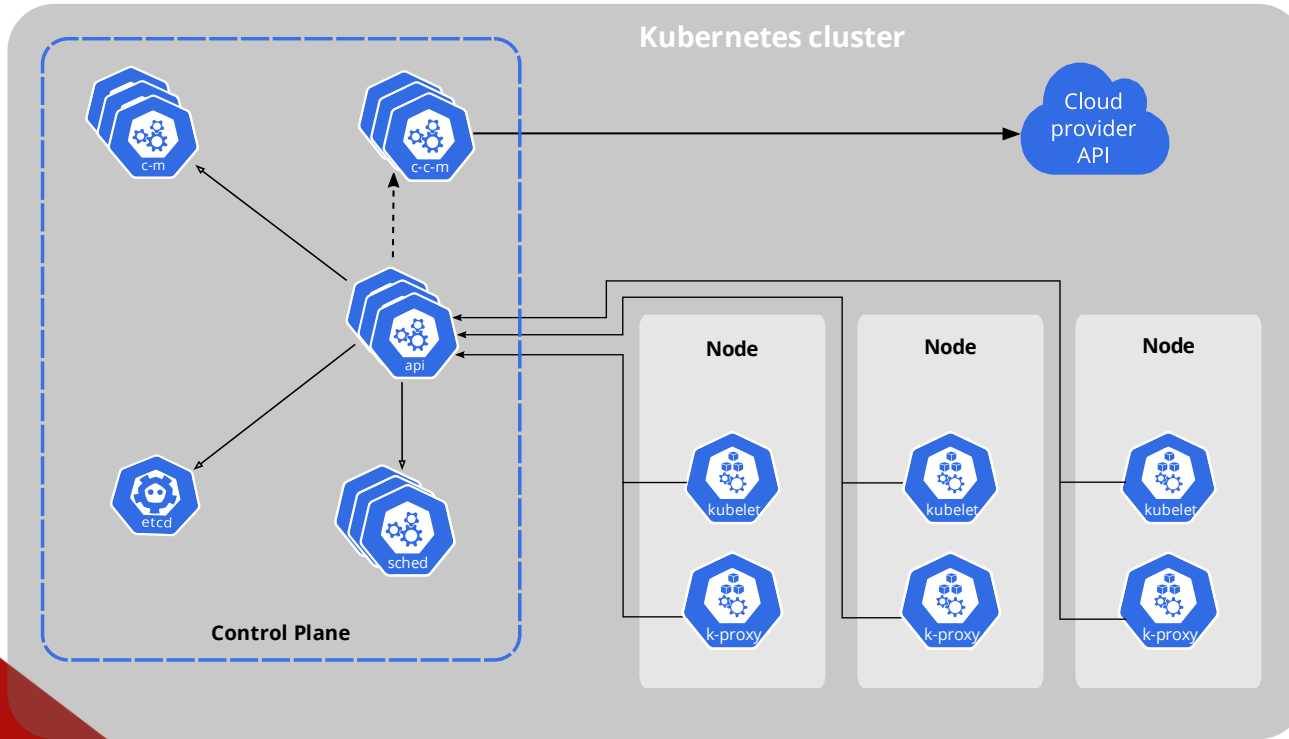 Kubernetes cluster
c-m
c-c-m
Cloud
provider
API
api
Node
Node
Node
etcd
sched
kubelet
kubelet
kubelet
k-proxy
k-proxy
k-proxy
Control Plane